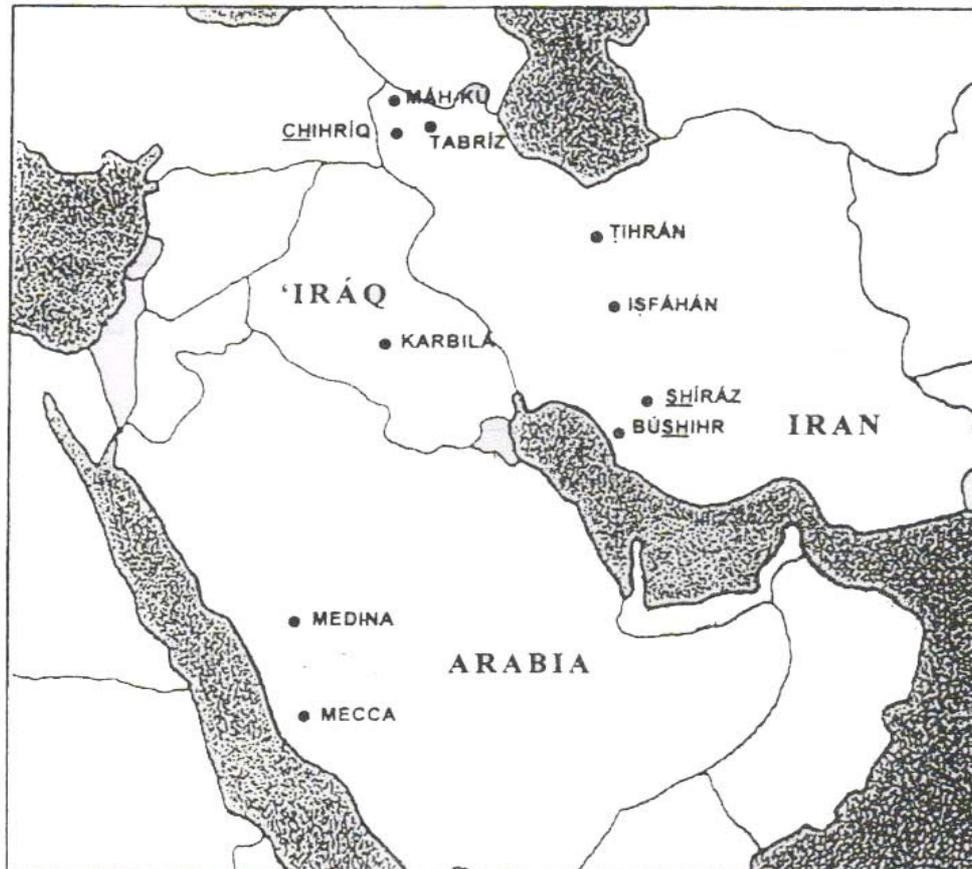 MÁH-KÚ
CHIHRÍQ
TABRÍZ
ṬIHRÁN
'IRÁQ
IṢFÁHÁN
KARBILÁ
SHÍRÁZ
BÚSHIHR
IRAN
MEDINA
ARABIA
MECCA